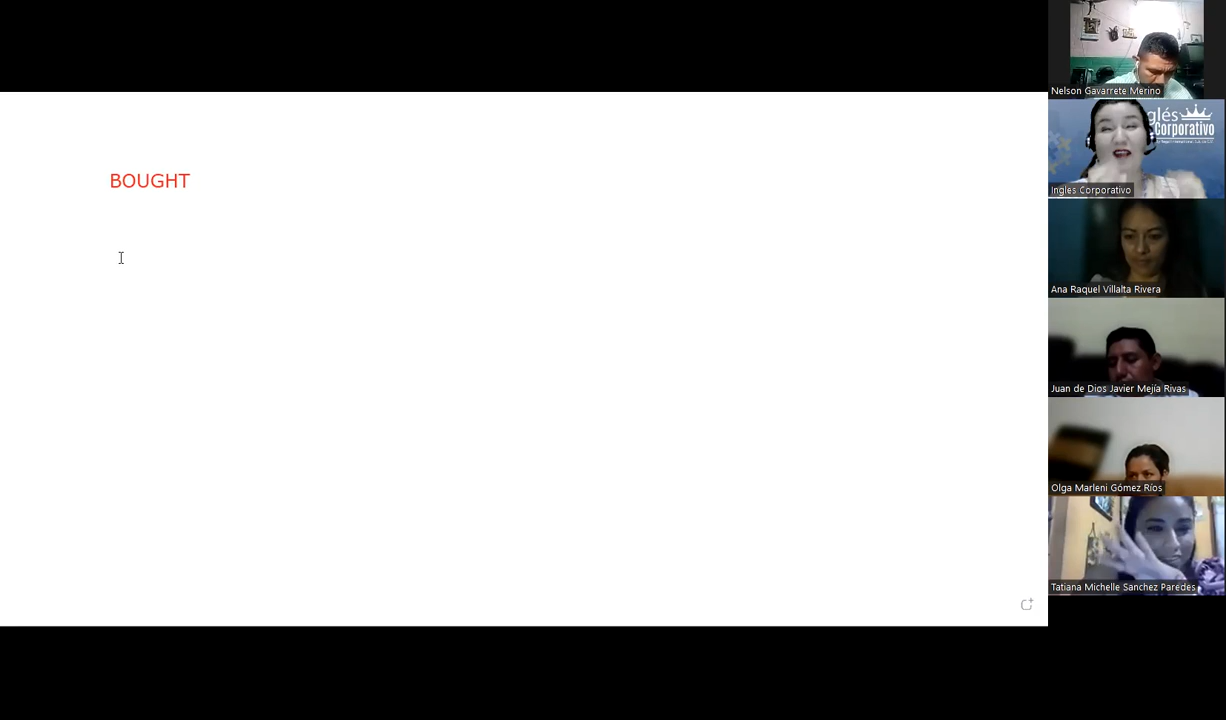 BOUGHT
Nelson Gavarrete Merino
glés
Corporativo
Ingles Corporativo
Ana Raquel Villalta Rivera
Juan de Dios Javier Mejía Rivas
Olga Marleni Gómez Ríos
Tatiana Michelle Sanchez Paredes